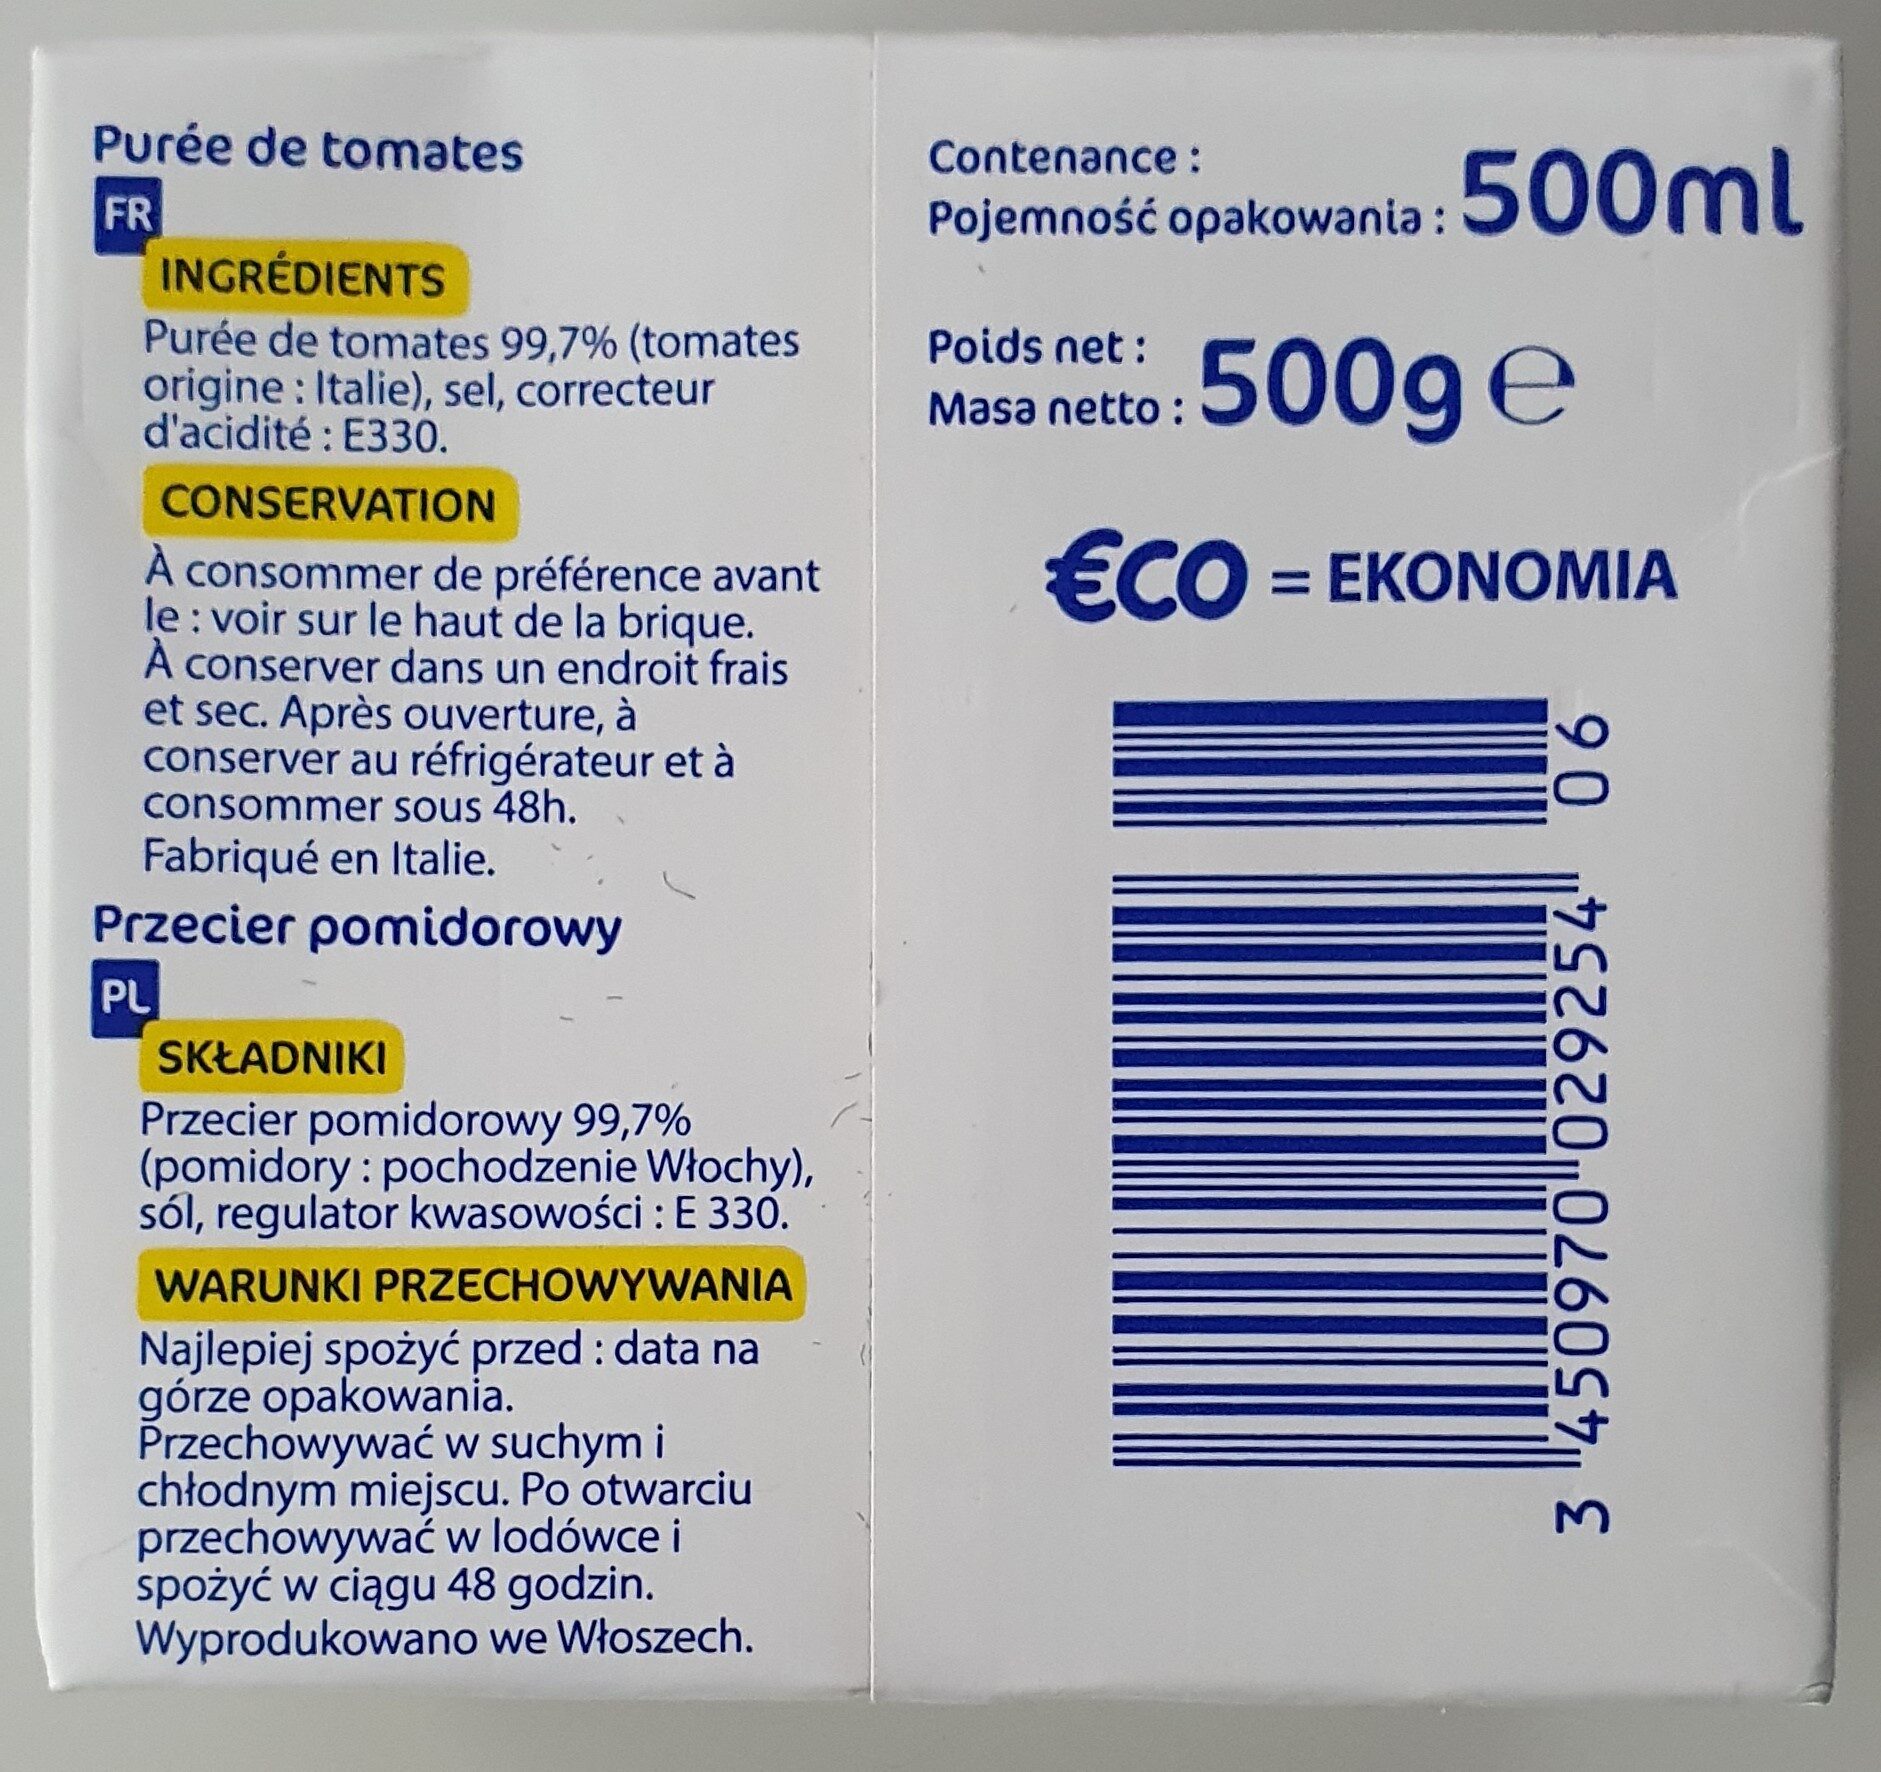 Purée de tomates
FR
INGRÉDIENTS
Purée de tomates 99,7% (tomates
origine : Italie), sel, correcteur
d'acidité : E330.
CONSERVATION
À consommer de préférence avant
le : voir sur le haut de la brique.
À conserver dans un endroit frais
et sec. Après ouverture, à
conserver au réfrigérateur et à
consommer sous 48h.
Fabriqué en Italie.
Przecier pomidorowy
PL
SKŁADNIKI
Przecier pomidorowy 99,7%
(pomidory : pochodzenie Włochy),
sól, regulator kwasowości : E 330.
WARUNKI PRZECHOWYWANIA
Najlepiej spożyć przed : data na
górze opakowania.
Przechowywać w suchym i
chłodnym miejscu. Po otwarciu
przechowywać w lodówce i
spożyć w ciągu 48 godzin.
Wyprodukowano we Włoszech.
Contenance :
Pojemność opakowania : 500ml
Poids net :
Masa netto : 500g ℮
€CO = EKONOMIA
3 450970 029254 06